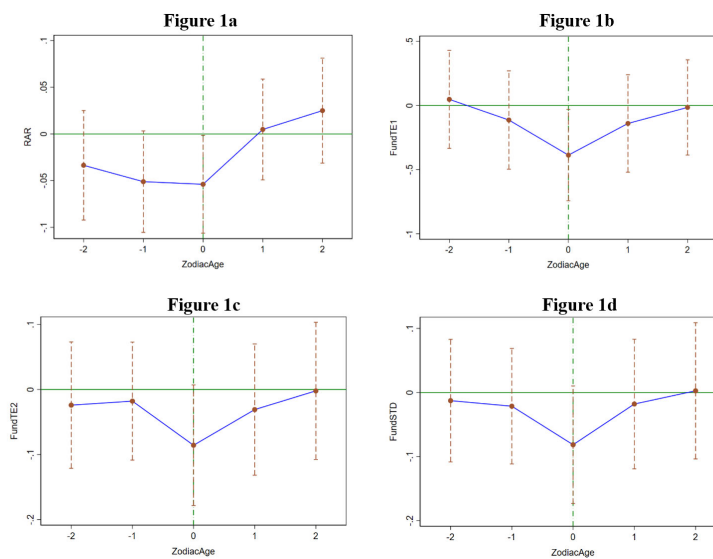 Figure 1a
.1
.05
0
-.05
-.1
RAR
-2 -1 0 1 2
ZodiacAge
Figure 1b
.5
0
-.5
-1
FundTE1
-2 -1 0 1 2
ZodiacAge
Figure 1c
.1
0
-.1
-.2
FundTE2
-2 -1 0 1 2
ZodiacAge
Figure 1d
.1
0
-.1
-.2
FundSTD
-2 -1 0 1 2
ZodiacAge